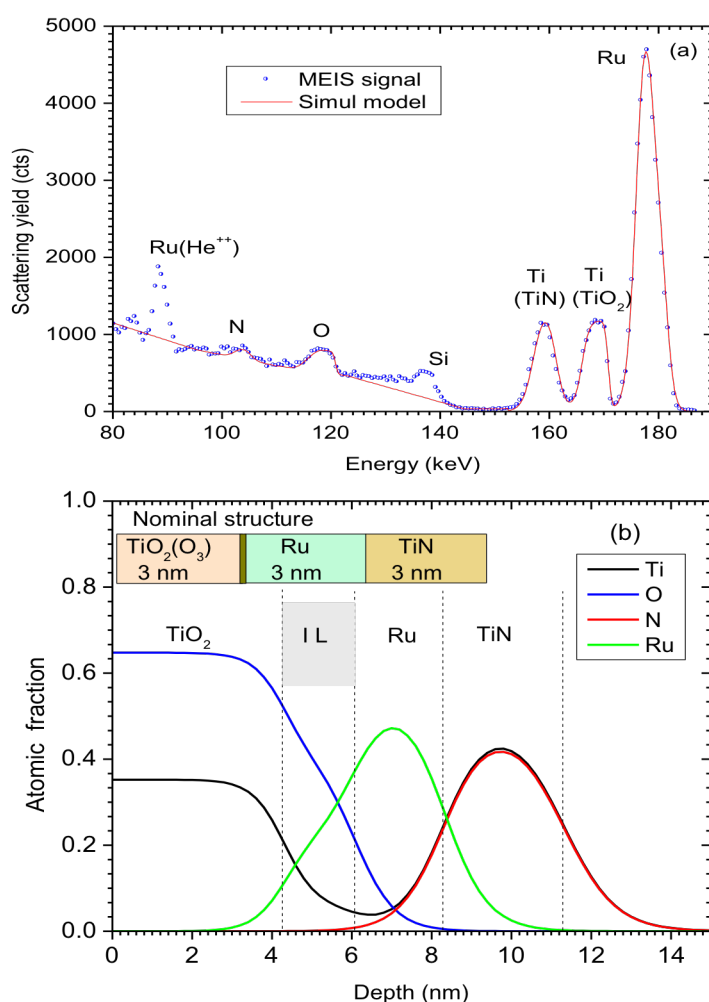 5000
4000
3000
2000
1000
0
Scattering yield (cts)
(a)
MEIS signal
Simul model
Ru
Ru(He++)
N
O
Si
Ti
(TiN)
Ti
(TiO2)
80 100 120 140 160 180
Energy (keV)
1.0
0.8
0.6
0.4
0.2
0.0
Atomic fraction
Nominal structure
(b)
TiO2(O3) Ru TiN
3 nm 3 nm 3 nm
Ti
O
N
Ru
TiO2 I L Ru TiN
0 2 4 6 8 10 12 14
Depth (nm)